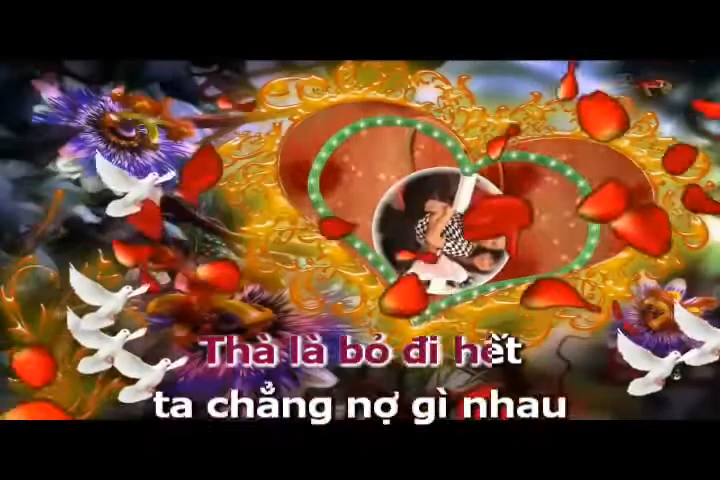 Thà là bỏ đi hết
ta chẳng nợ gì nhau